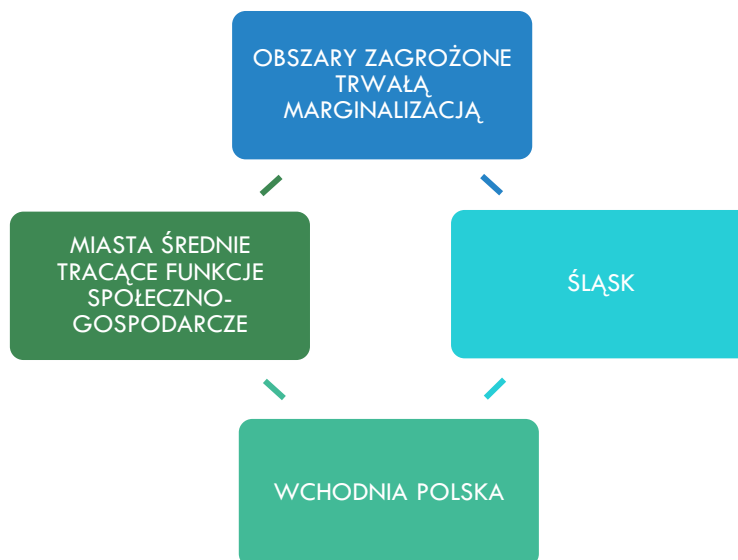 OBSZARY ZAGROŻONE
TRWAŁĄ
MARGINALIZACJĄ
MIASTA ŚREDNIE
TRACĄCE FUNKCJE
SPOŁECZNO-
GOSPODARCZE
ŚLĄSK
WCHODNIA POLSKA